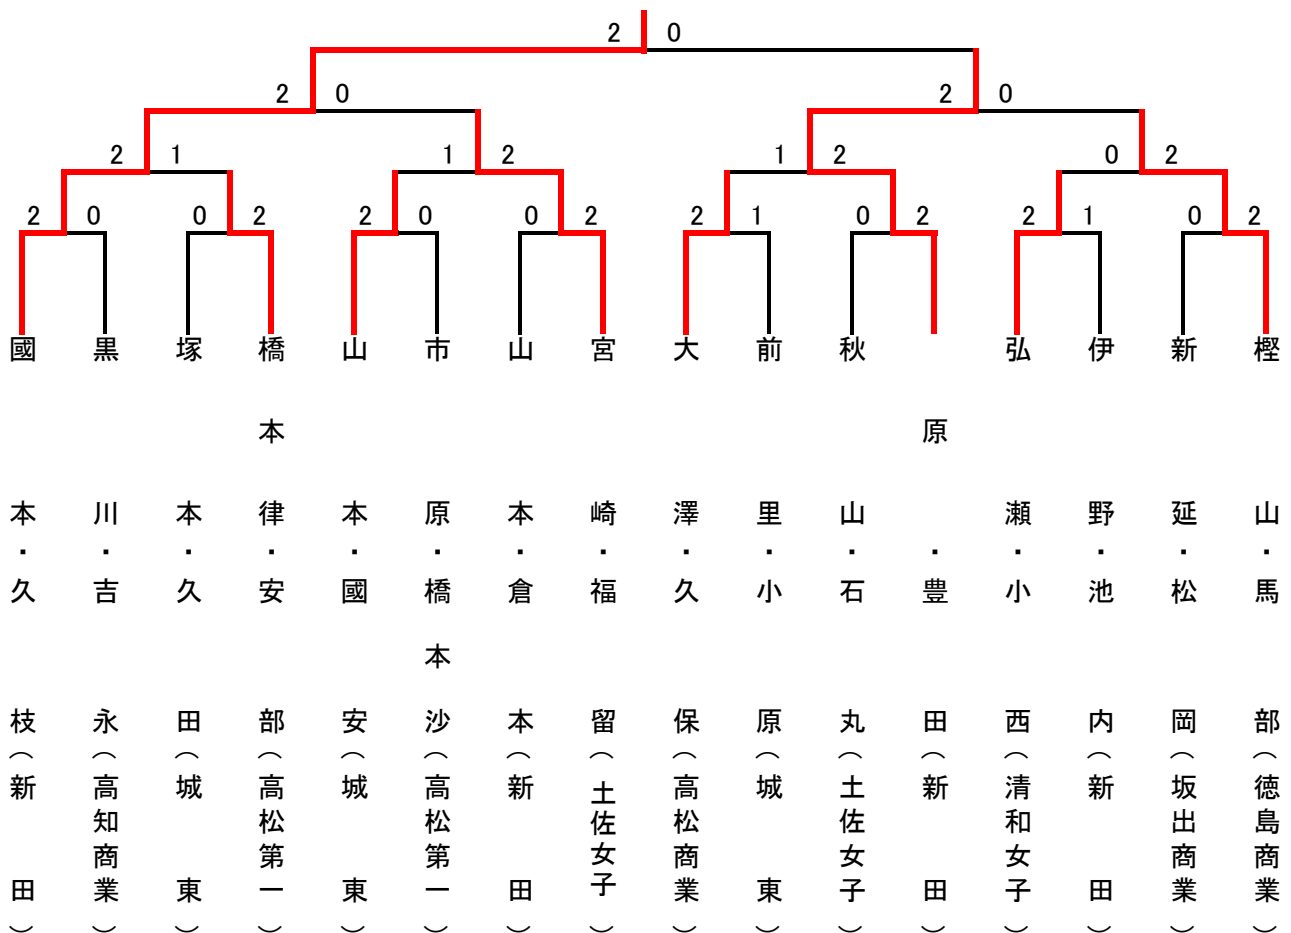 2 0
2 0 2 0
2 1 1 2 1 2 0 2
2 0 0 2 2 0 0 2 2 1 0 2 2 1 0 2
國本・久枝（新田）
黒川・吉永（高知商業）
塚本・久田（城東）
橋本律・安部（高松第一）
山本・國安（城東）
市原・橋本沙（高松第一）
山本・倉本（新田）
宮崎・福留（土佐女子）
大澤・久保（高松商業）
前里・小原（城東）
秋山・石丸（土佐女子）
原・豊田（新田）
弘瀬・小西（清和女子）
伊野・池内（新田）
新延・松岡（坂出商業）
樫山・馬部（徳島商業）